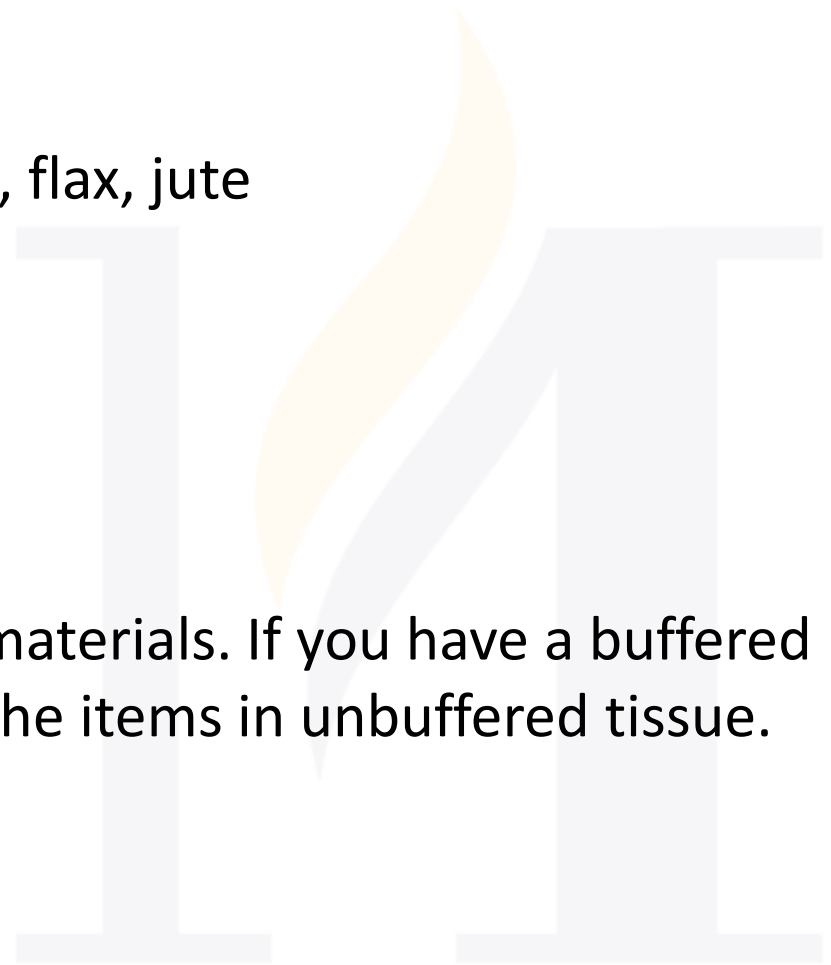 , flax, jute
materials. If you have a buffered
he items in unbuffered tissue.